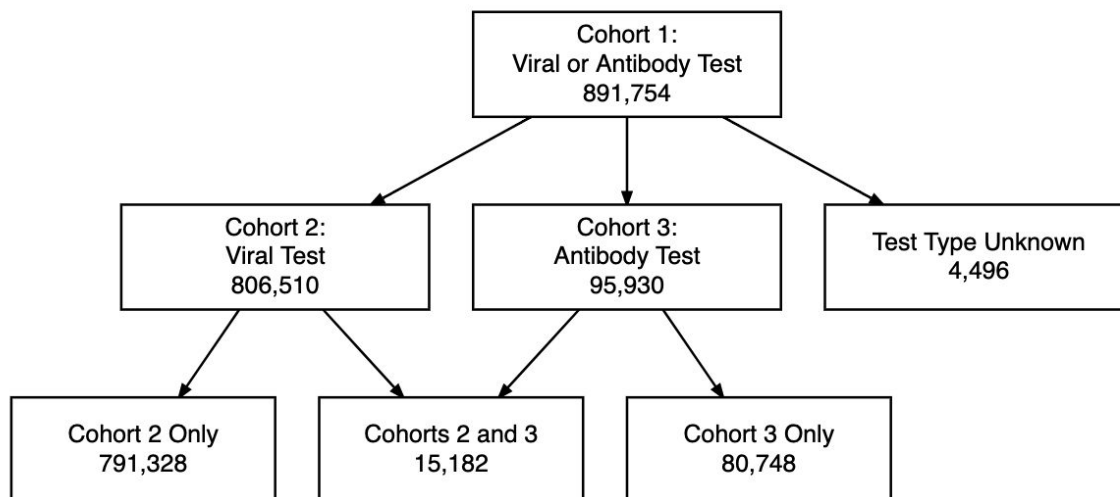 Cohort 1:
Viral or Antibody Test
891,754
Cohort 2:
Viral Test
806,510
Cohort 3:
Antibody Test
95,930
Test Type Unknown
4,496
Cohort 2 Only
791,328
Cohorts 2 and 3
15,182
Cohort 3 Only
80,748